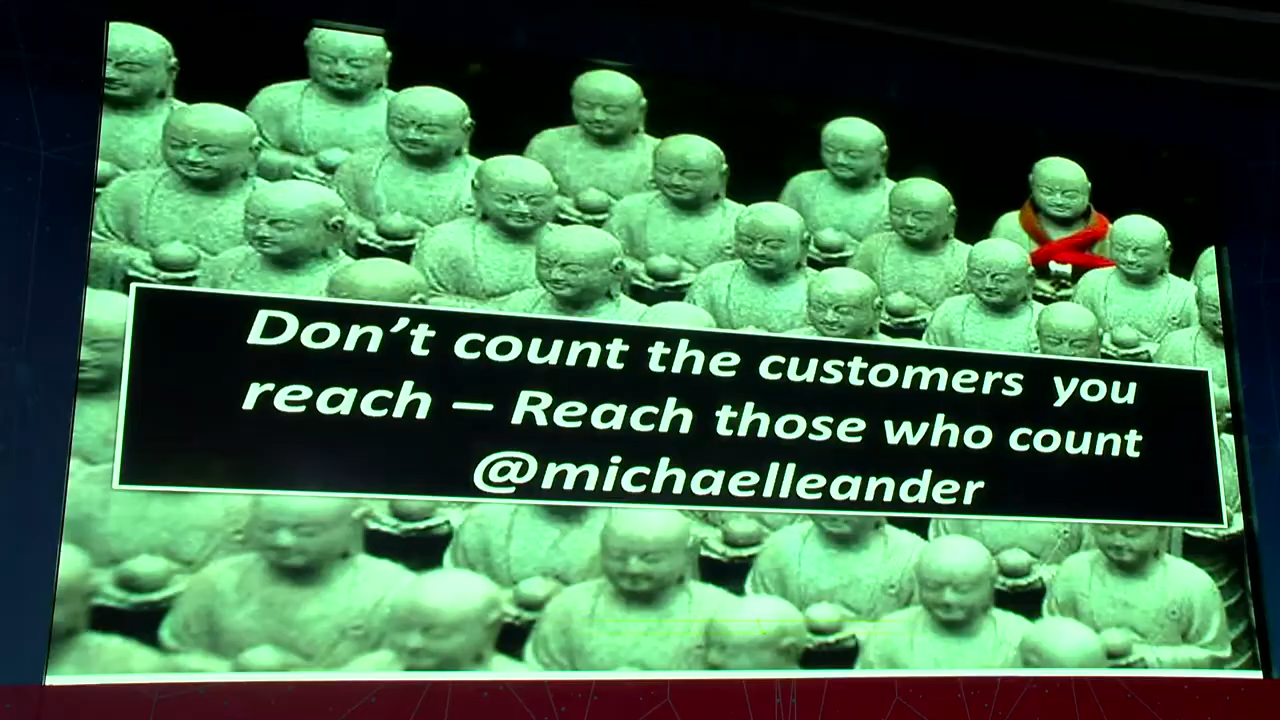 Don’t count the customers you
reach – Reach those who count
@michaelleander